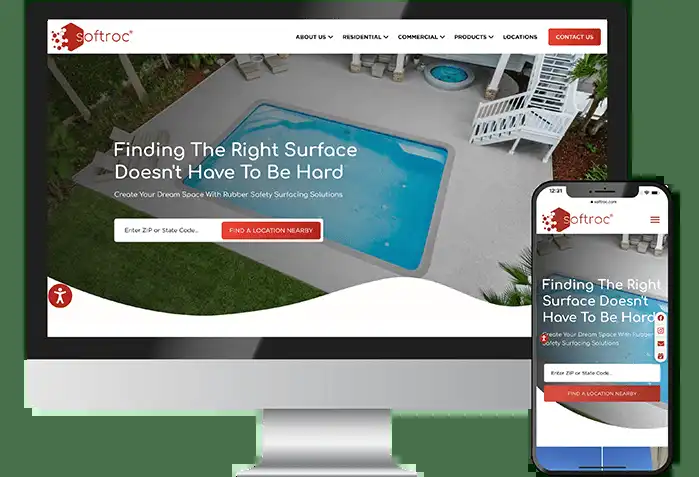 softroc®
ABOUT US
RESIDENTIAL
COMMERCIAL
PRODUCTS
LOCATIONS
CONTACT US
Finding The Right Surface
Doesn't Have To Be Hard
Create Your Dream Space With Rubber Safety Surfacing Solutions
Enter ZIP or State Code...
FIND A LOCATION NEARBY
12:31
softroc.com
softroc®
Finding The Right
Surface Doesn't
Have To Be Hard
Create Your Dream Space With Rubber
Safety Surfacing Solutions
Enter ZIP or State Code...
FIND A LOCATION NEARBY